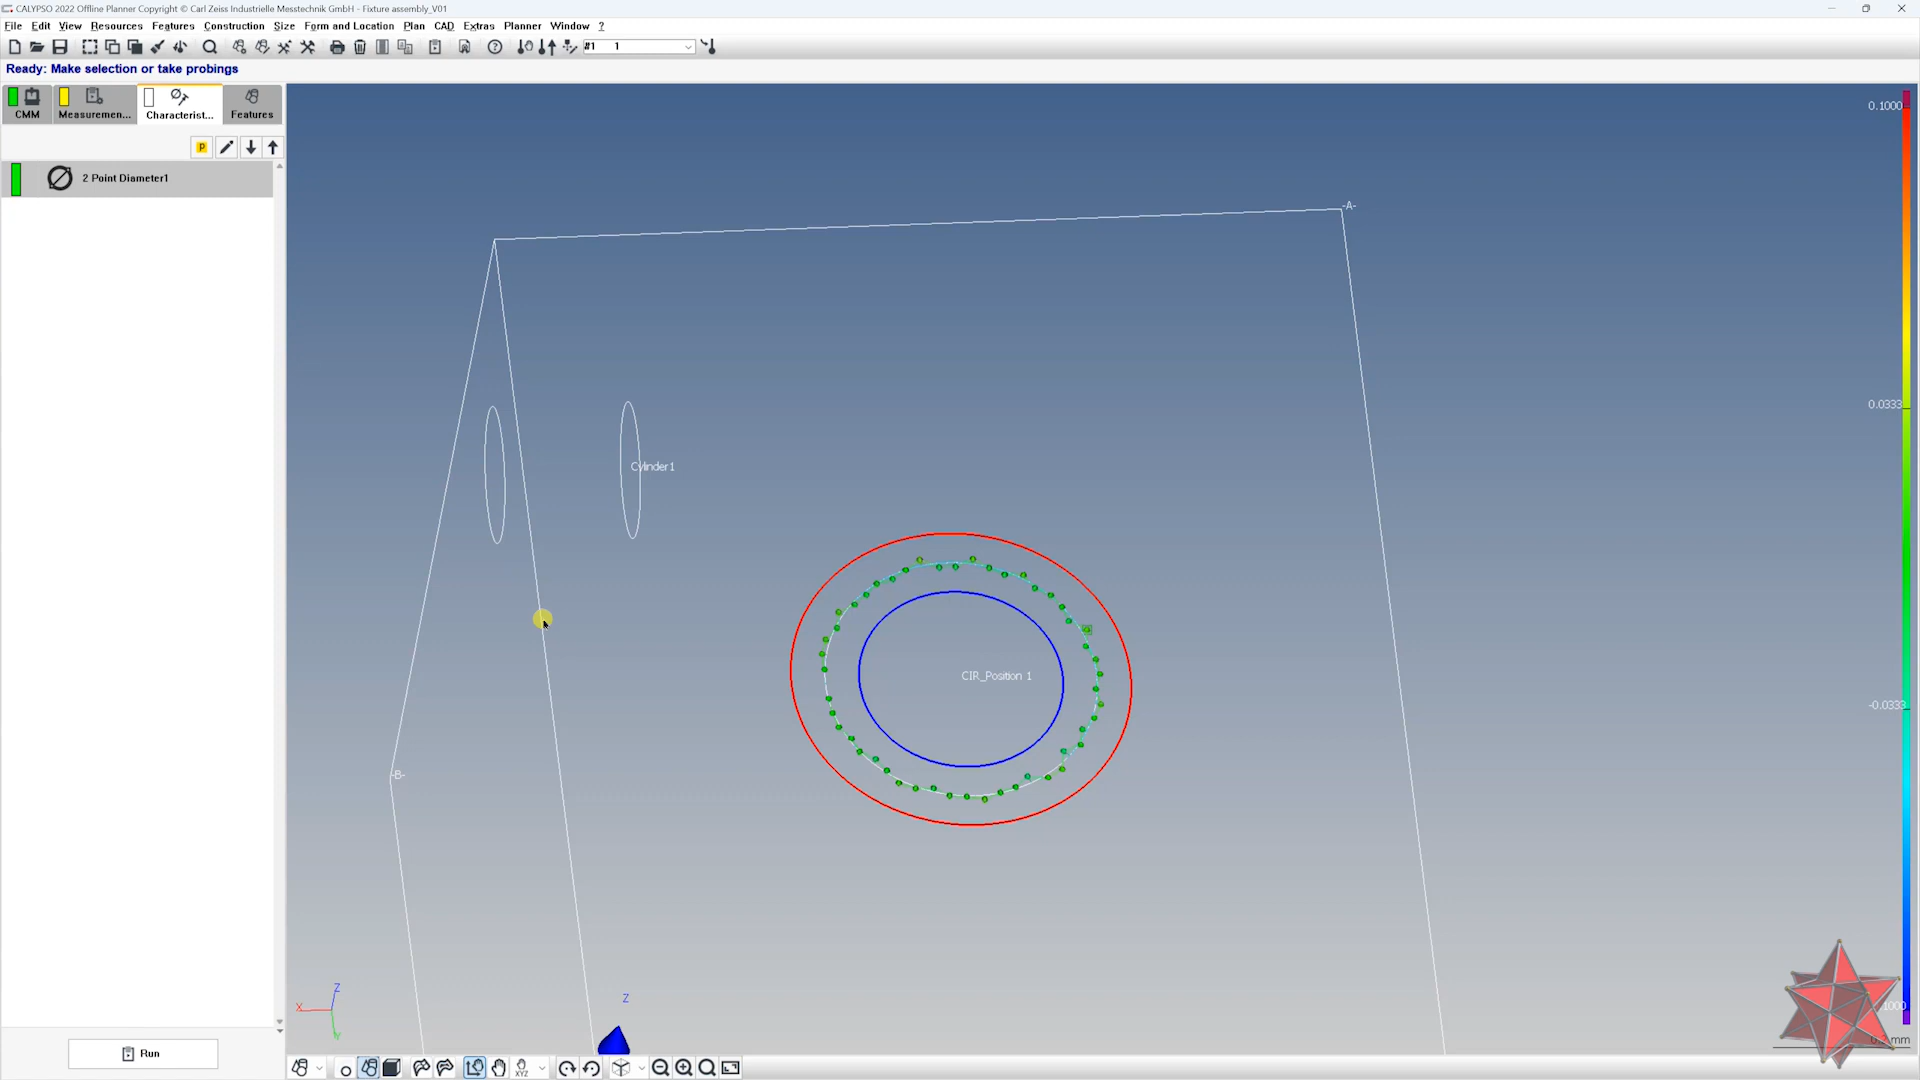 CALYPSO 2022 Offline Planner Copyright © Carl Zeiss Industrielle Messtechnik GmbH - Fixture assembly_V01
File Edit View Resources Features Construction Size Form and Location Plan CAD Extras Planner Window ?
#1 1
Ready: Make selection or take probings
CMM Measuremen... Characterist... Features
P
2 Point Diameter1
-A-
0.1000
0.0333
Cylinder1
CIR_Position 1
-0.0333
-B-
Z
X
Y
Z
mm
Run
XYZ